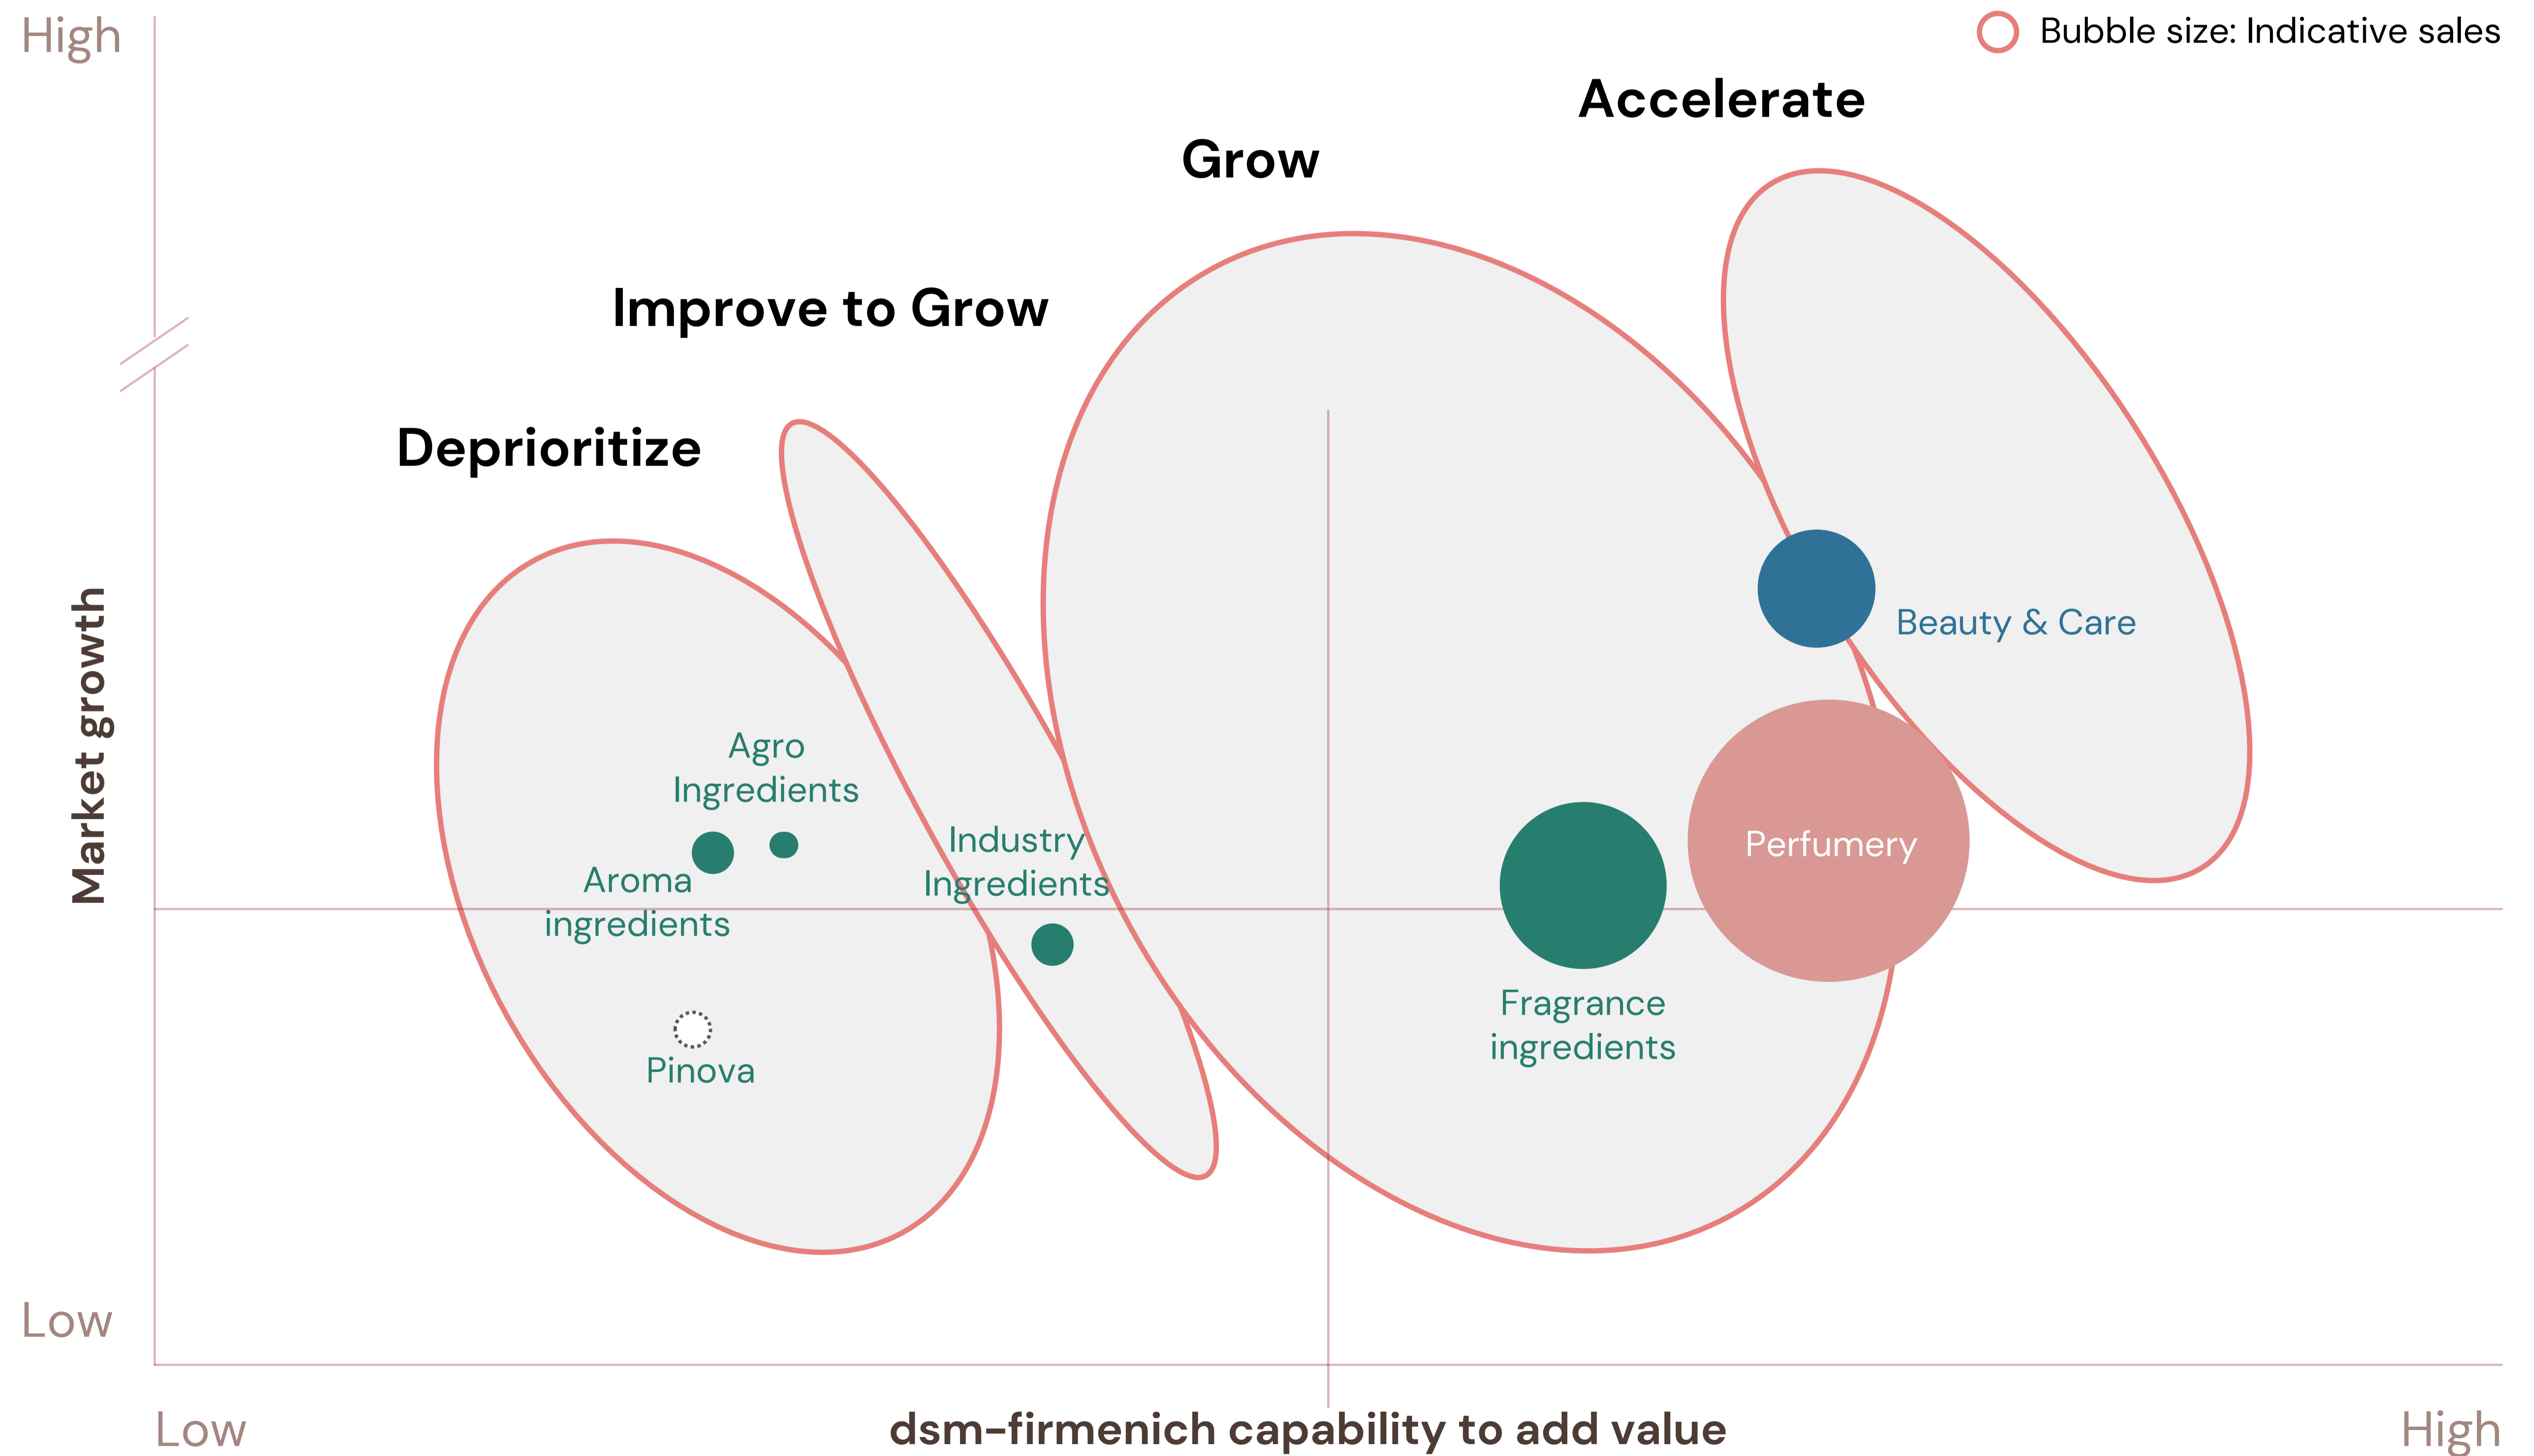 High
Bubble size: Indicative sales
Accelerate
Grow
Improve to Grow
Deprioritize
Market growth
Beauty & Care
Agro
Ingredients
Industry
Ingredients
Perfumery
Aroma
ingredients
Fragrance
ingredients
Pinova
Low
Low
dsm-firmenich capability to add value
High